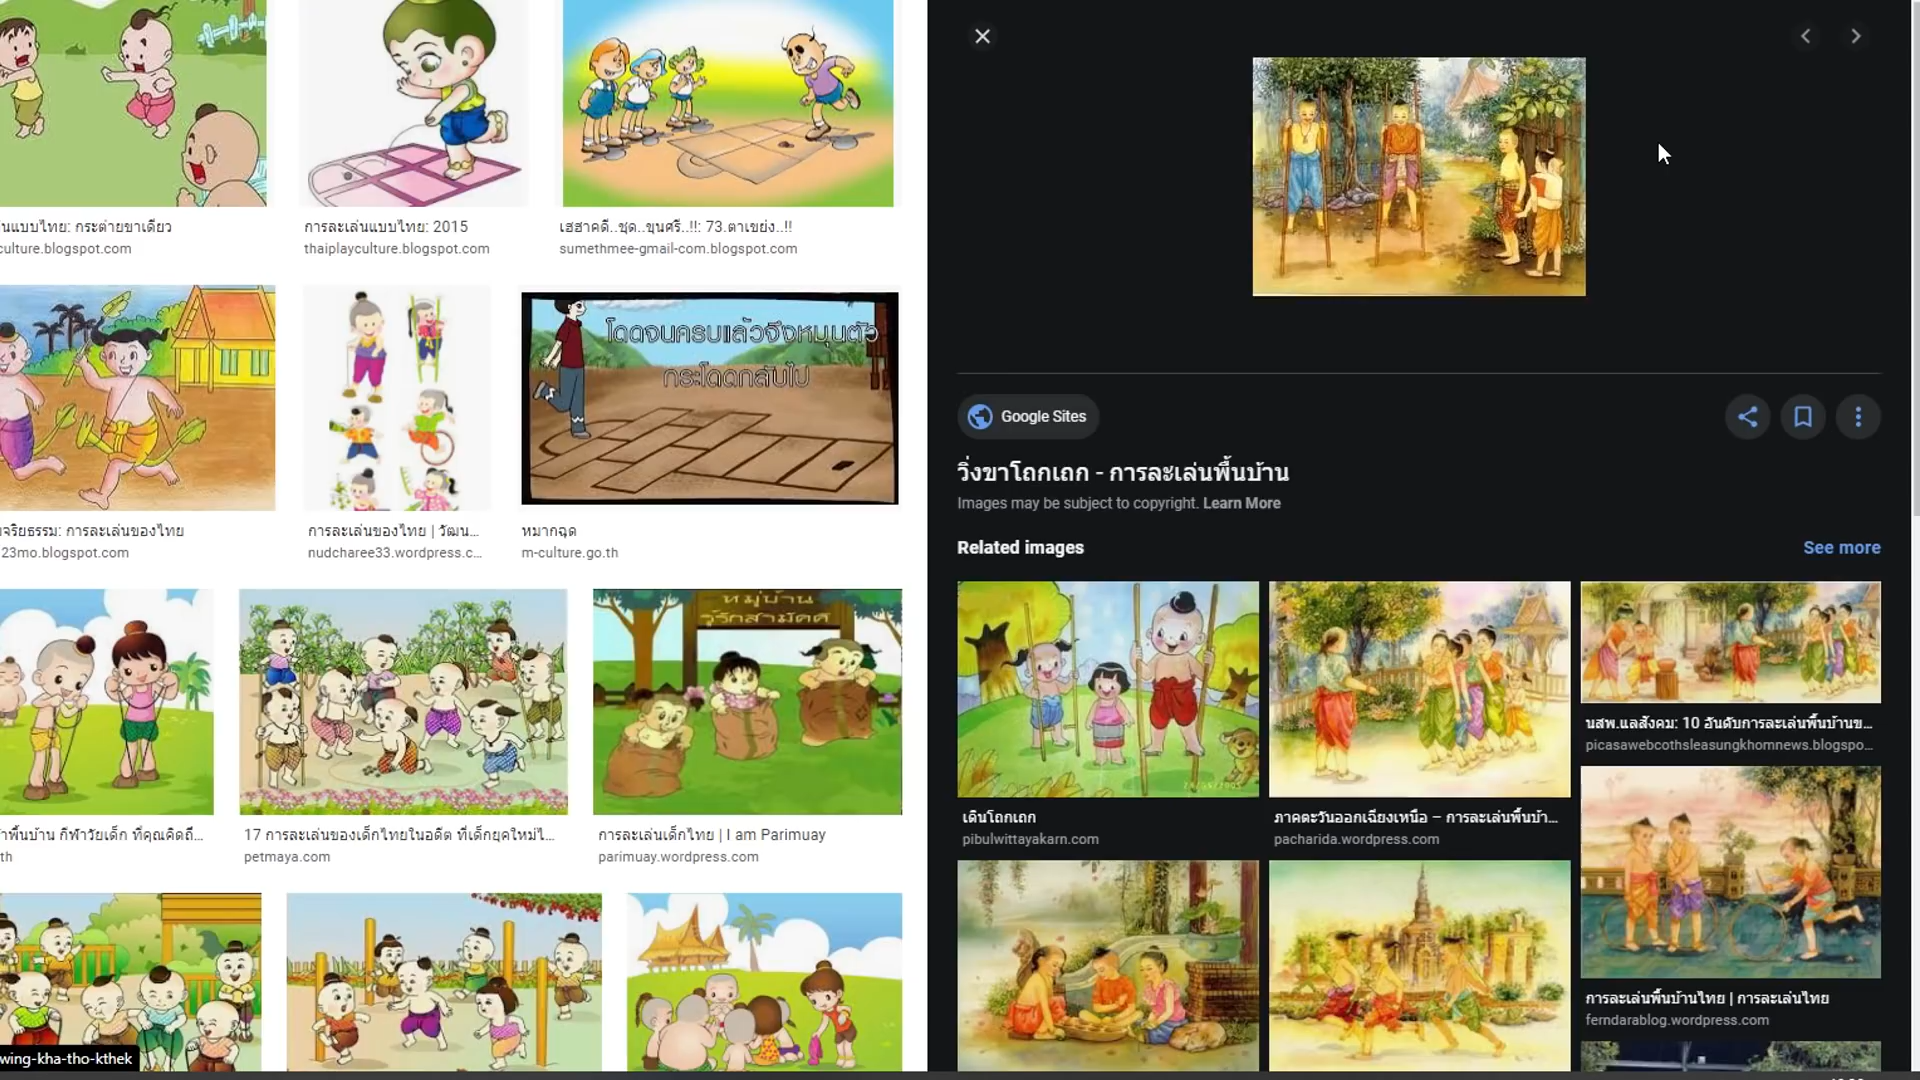 นแบบไทย: กระต่ายขาเดียว
culture.blogspot.com
การละเล่นแบบไทย: 2015
thaiplayculture.blogspot.com
เฮฮาคดี..ชุด..ขุนศรี..!!: 73.ตาเขย่ง..!!
sumethmee-gmail-com.blogspot.com
โดดจนครบแล้วจึงหมุนตัว
กระโดดกลับไป
จริยธรรม: การละเล่นของไทย
23mo.blogspot.com
การละเล่นของไทย | วัฒน...
nudcharee33.wordpress.c...
หมากฉุด
m-culture.go.th
หมู่บ้าน
าพื้นบ้าน กีฬาวัยเด็ก ที่คุณคิดถึ...
th
17 การละเล่นของเด็กไทยในอดีต ที่เด็กยุคใหม่ไ...
petmaya.com
การละเล่นเด็กไทย | I am Parimuay
parimuay.wordpress.com
wing-kha-tho-kthek
Google Sites
วิ่งขาโถกเถก - การละเล่นพื้นบ้าน
Images may be subject to copyright. Learn More
Related images
See more
เดินโถกเถก
pibulwittayakarn.com
ภาคตะวันออกเฉียงเหนือ – การละเล่นพื้นบ้า...
pacharida.wordpress.com
นสพ.แลสังคม: 10 อันดับการละเล่นพื้นบ้านข...
picasawebcothsleasungkhomnews.blogspo...
การละเล่นพื้นบ้านไทย | การละเล่นไทย
ferndarablog.wordpress.com